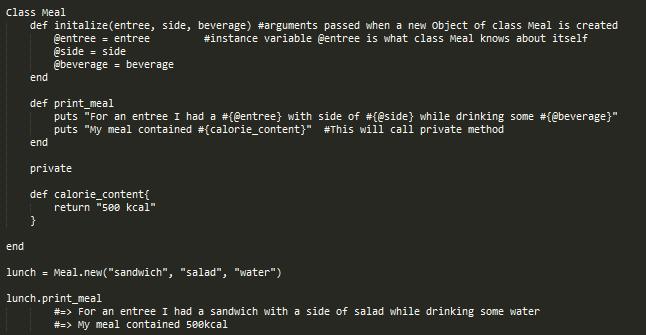 Class Meal
    def initalize(entree, side, beverage) #arguments passed when a new Object of class Meal is created
        @entree = entree        #instance variable @entree is what class Meal knows about itself
        @side = side
        @beverage = beverage
    end

    def print_meal
        puts "For an entree I had a #{@entree} with side of #{@side} while drinking some #{@beverage}"
        puts "My meal contained #{calorie_content}"  #This will call private method
    end

    private

    def calorie_content{
        return "500 kcal"
    }

end

lunch = Meal.new("sandwich", "salad", "water")

lunch.print_meal
        #=> For an entree I had a sandwich with a side of salad while drinking some water
        #=> My meal contained 500kcal